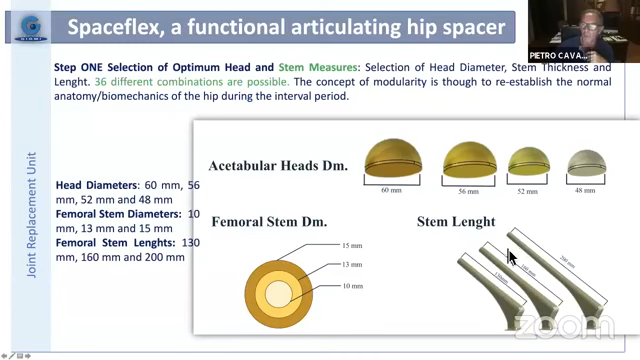 Spaceflex, a functional articulating hip spacer
PIETRO CAVA
Step ONE Selection of Optimum Head and Stem Measures: Selection of Head Diameter, Stem Thickness and
Lenght. 36 different combinations are possible. The concept of modularity is though to re-establish the normal
anatomy/biomechanics of the hip during the interval period.
Joint Replacement Unit
Head Diameters: 60 mm, 56
mm, 52 mm and 48 mm
Femoral Stem Diameters: 10
mm, 13 mm and 15 mm
Femoral Stem Lenghts: 130
mm, 160 mm and 200 mm
Acetabular Heads Dm.
60 mm
56 mm
52 mm
48 mm
Femoral Stem Dm.
15 mm
13 mm
10 mm
Stem Lenght
130mm
160 mm
200 mm
zoom